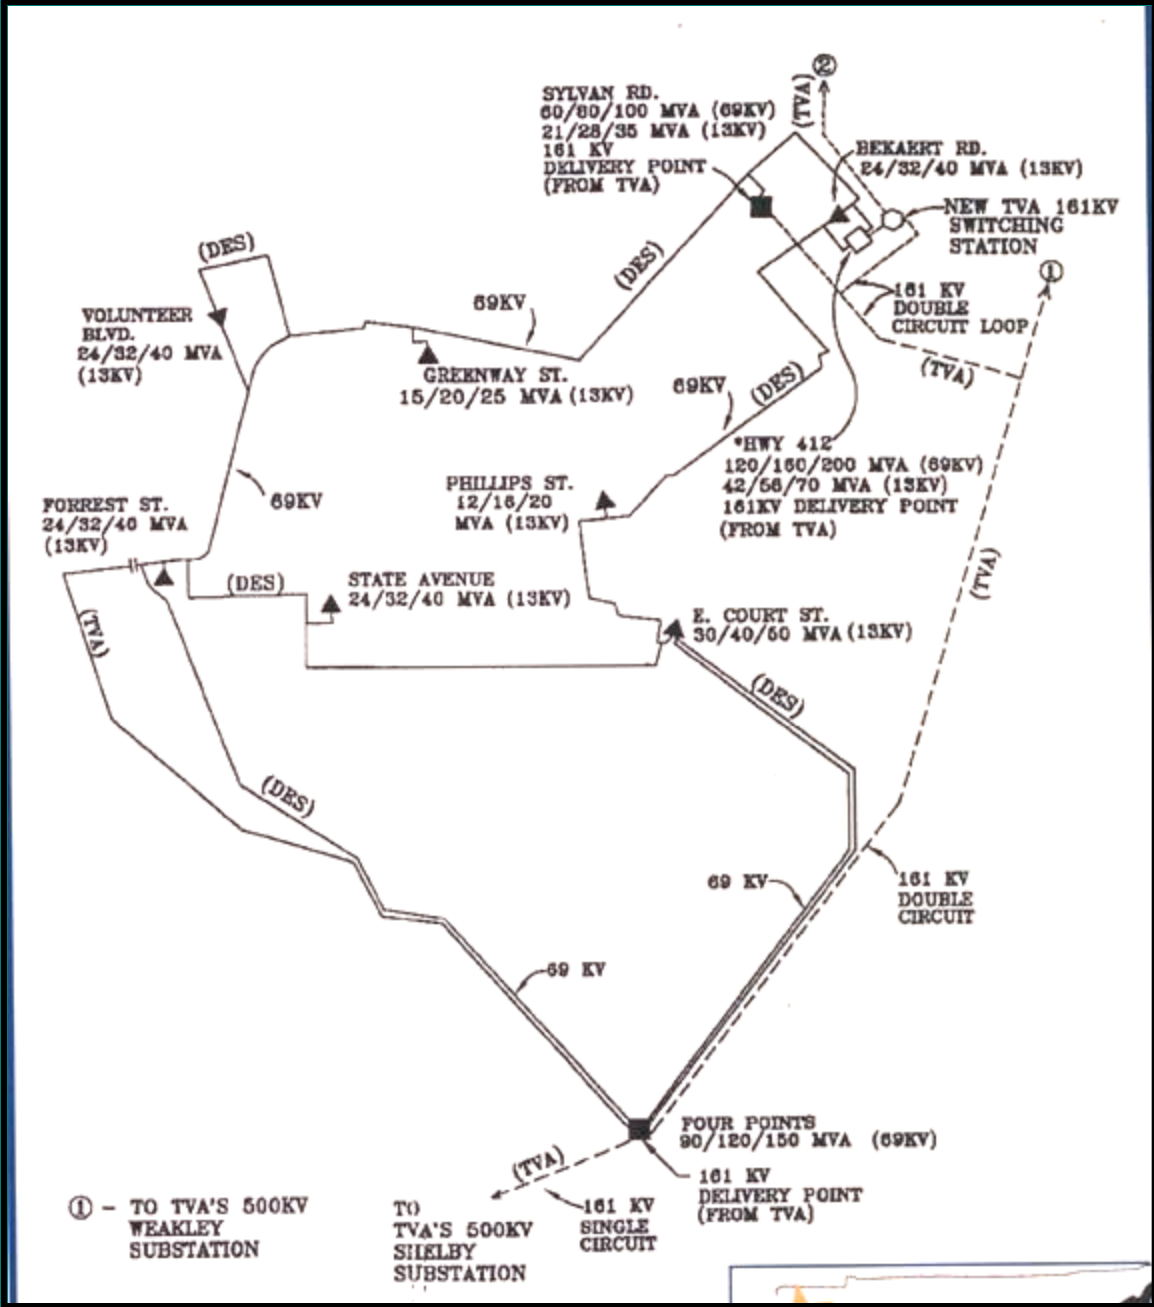 ②
(TVA)
SYLVAN RD.
60/80/100 MVA (69KV)
21/28/35 MVA (13KV)
161 KV
DELIVERY POINT
(FROM TVA)
BEKAERT RD.
24/32/40 MVA (13KV)
NEW TVA 161KV
SWITCHING
STATION
①
(DES)
(DES)
69KV
161 KV
DOUBLE
CIRCUIT LOOP
VOLUNTEER
BLVD.
24/32/40 MVA
(13KV)
GREENWAY ST.
15/20/25 MVA (13KV)
(TVA)
69KV
(DES)
*HWY 412
120/160/200 MVA (69KV)
42/56/70 MVA (13KV)
161KV DELIVERY POINT
(FROM TVA)
PHILLIPS ST.
12/16/20
MVA (13KV)
69KV
FORREST ST.
24/32/40 MVA
(13KV)
(TVA)
(DES)
STATE AVENUE
24/32/40 MVA (13KV)
(TVA)
E. COURT ST.
30/40/50 MVA (13KV)
(DES)
(DES)
69 KV
161 KV
DOUBLE
CIRCUIT
69 KV
FOUR POINTS
90/120/150 MVA (69KV)
(TVA)
161 KV
DELIVERY POINT
(FROM TVA)
① - TO TVA'S 500KV
WEAKLEY
SUBSTATION
TO
TVA'S 500KV
SHELBY
SUBSTATION
161 KV
SINGLE
CIRCUIT